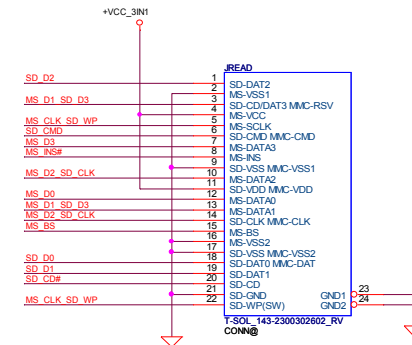 +VCC_3IN1
JREAD
SD_D2 1 SD-DAT2
2 MS-VSS1
MS_D1_SD_D3 3 SD-CD/DAT3 MMC-RSV
4 MS-VCC
MS_CLK_SD_WP 5 MS-SCLK
SD_CMD 6 SD-CMD MMC-CMD
MS_D3 7 MS-DATA3
MS_INS# 8 MS-INS
9 SD-VSS MMC-VSS1
MS_D2_SD_CLK 10 MS-DATA2
11 SD-VDD MMC-VDD
MS_D0 12 MS-DATA0
MS_D1_SD_D3 13 MS-DATA1
MS_D2_SD_CLK 14 SD-CLK MMC-CLK
MS_BS 15 MS-BS
16 MS-VSS2
17 SD-VSS MMC-VSS2
SD_D0 18 SD-DAT0 MMC-DAT
SD_D1 19 SD-DAT1
SD_CD# 20 SD-CD
21 SD-GND GND1 23
MS_CLK_SD_WP 22 SD-WP(SW) GND2 24
T-SOL_143-2300302602_RV
CONN@